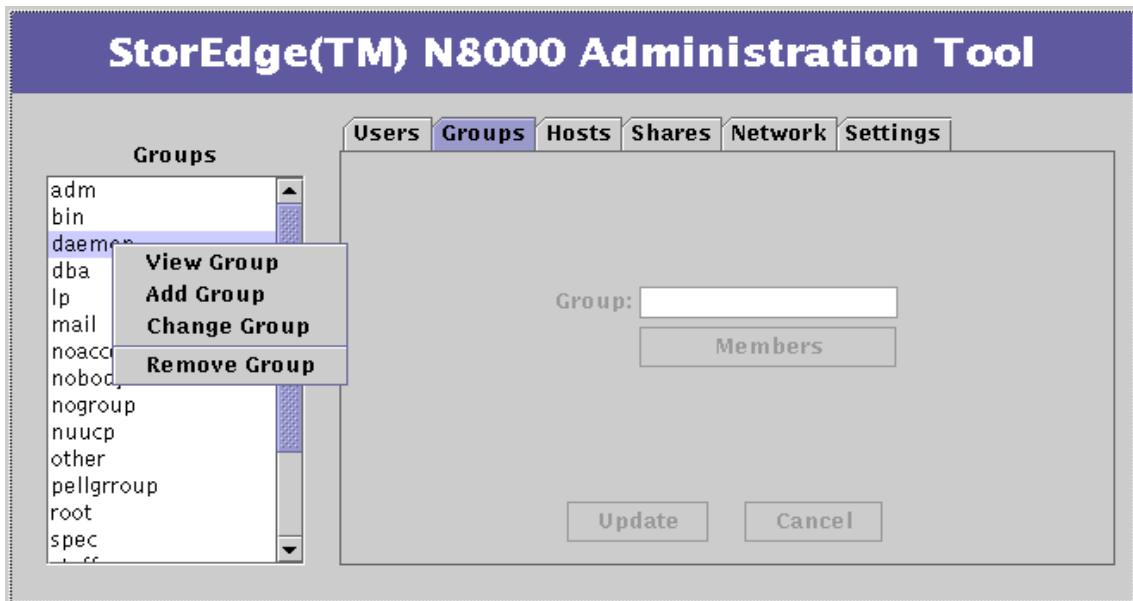 StorEdge(TM) N8000 Administration Tool
Users Groups Hosts Shares Network Settings
Groups
adm
bin
daemon
dba
lp
mail
nogroup
nuucp
other
pellgrroup
root
spec
View Group
Add Group
Change Group
Remove Group
Group:
Members
Update Cancel